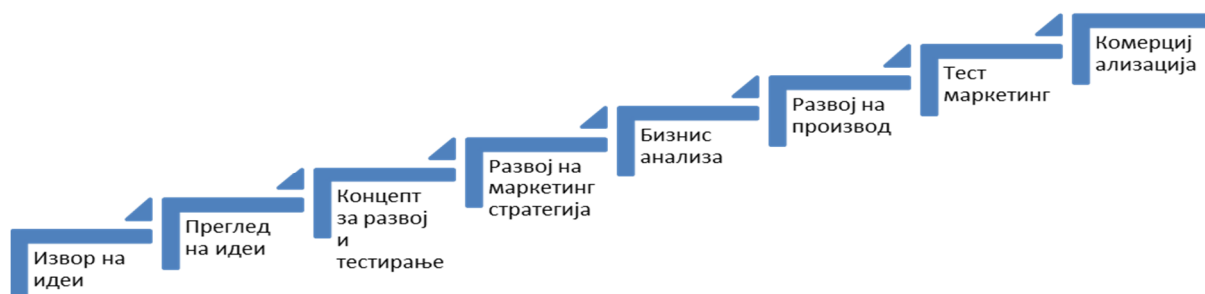 Извор на
идеи
Преглед
на идеи
Концепт
за развој
и
тестирање
Развој на
маркетинг
стратегија
Бизнис
анализа
Развој на
производ
Тест
маркетинг
Комерциј
ализација